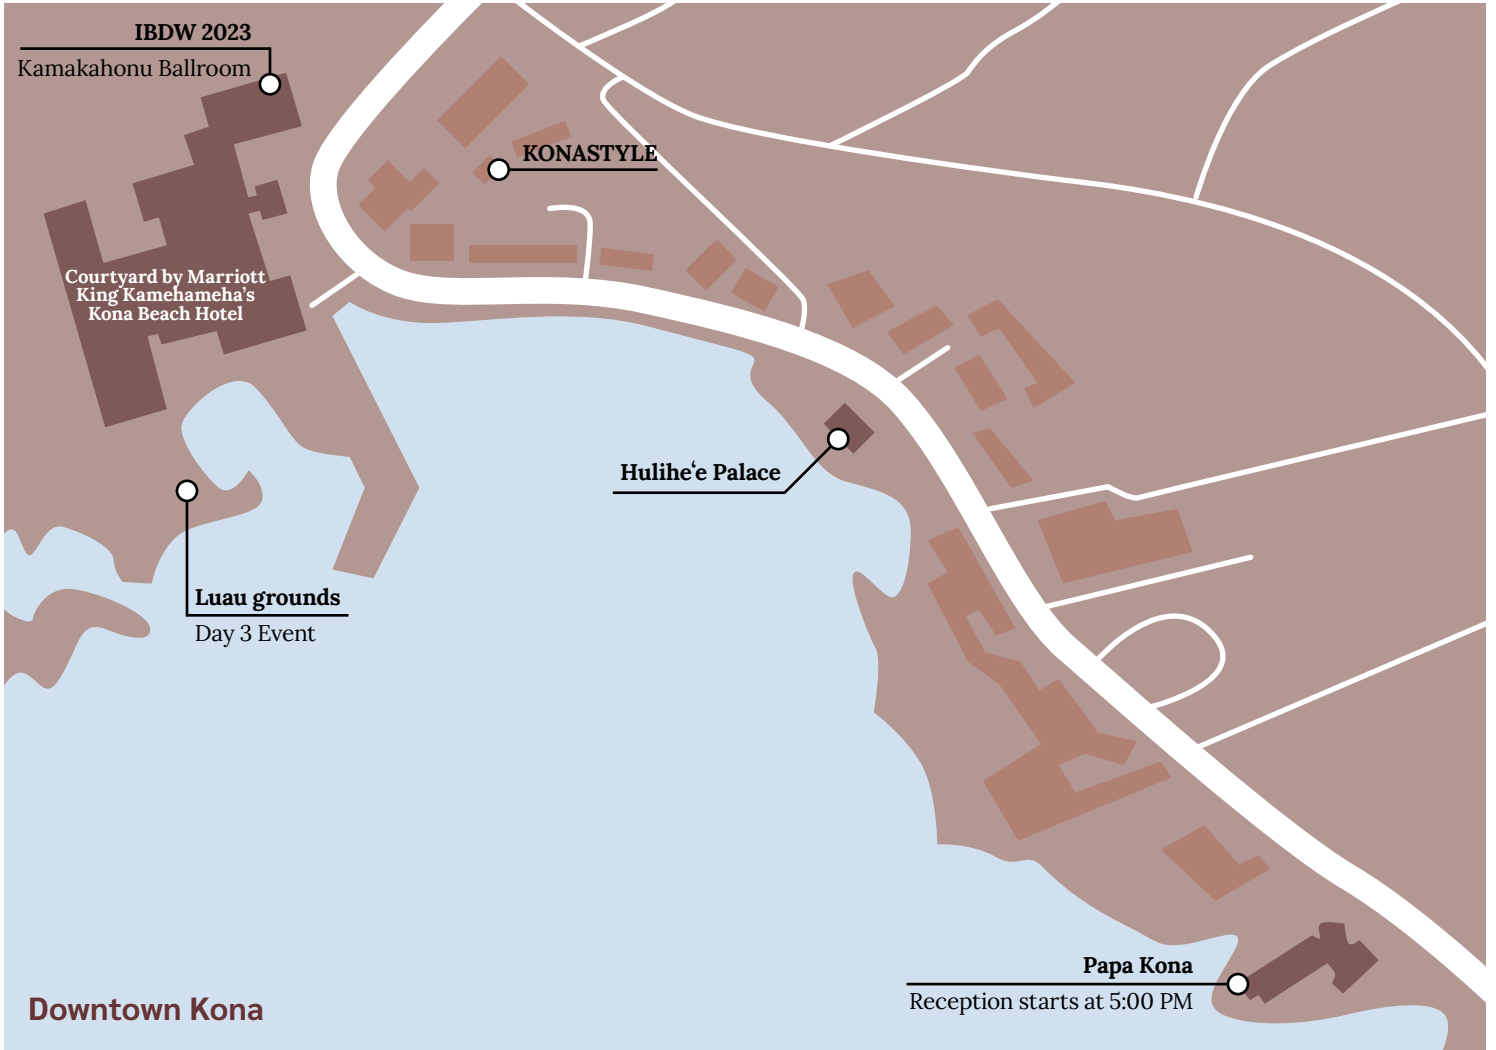 IBDW 2023
Kamakahonu Ballroom
KONASTYLE
Courtyard by Marriott
King Kamehameha’s
Kona Beach Hotel
Huliheʻe Palace
Luau grounds
Day 3 Event
Papa Kona
Reception starts at 5:00 PM
Downtown Kona